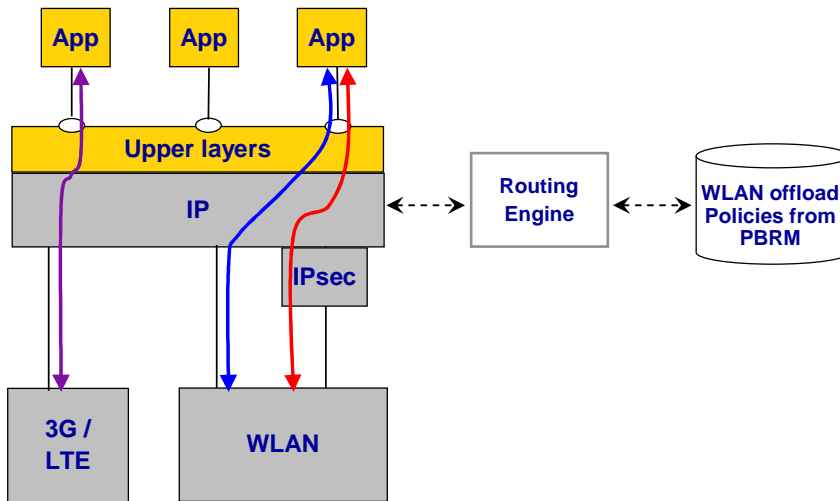 App
App
App
Upper layers
IP
Routing
Engine
WLAN offload
Policies from
PBRM
IPsec
3G /
LTE
WLAN